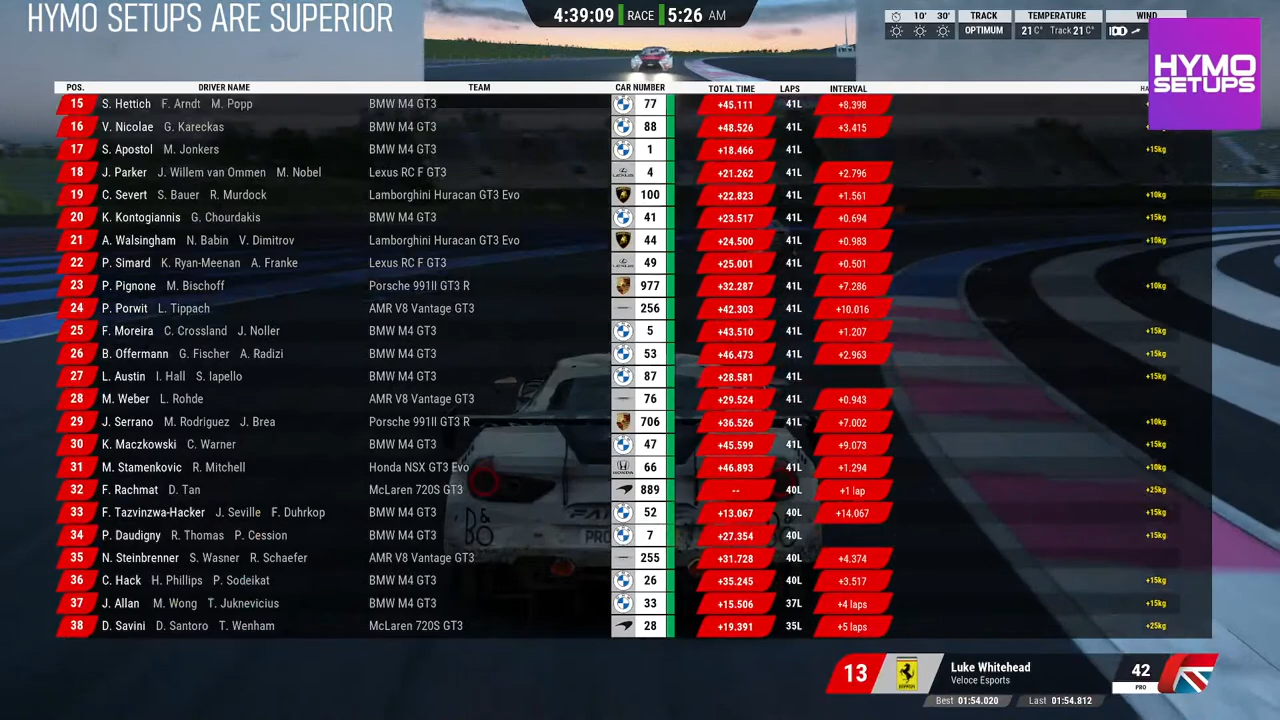 HYMO SETUPS ARE SUPERIOR
4:39:09 RACE 5:26 AM
10' 30' TRACK TEMPERATURE WIND
OPTIMUM 21 C° Track 21 C°
HYMO
SETUPS
POS. DRIVER NAME TEAM CAR NUMBER TOTAL TIME LAPS INTERVAL
15 S. Hettich F. Arndt M. Popp BMW M4 GT3 77 +45.111 41L +8.398
16 V. Nicolae G. Kareckas BMW M4 GT3 88 +48.526 41L +3.415
17 S. Apostol M. Jonkers BMW M4 GT3 1 +18.466 41L +15kg
18 J. Parker J. Willem van Ommen M. Nobel Lexus RC F GT3 4 +21.262 41L +2.796
19 C. Severt S. Barac R. Murdock Lamborghini Huracan GT3 Evo 100 +22.823 41L +1.561 +10kg
20 K. Kontogiannis G. Chourdakis BMW M4 GT3 41 +23.517 41L +0.694 +15kg
21 A. Walsingham Babin V. Dimitrov Lamborghini Huracan GT3 Evo 44 +24.500 41L +0.983 +10kg
22 P. Simard K. Ryan-Meenan A. Franke Lexus RC F GT3 49 +25.001 41L +0.501
23 P. Pignone M. Bischoff Porsche 991II GT3 R 977 +32.287 41L +7.286 +10kg
24 P. Porwit L. Tippach AMR V8 Vantage GT3 256 +42.303 41L +10.016
25 F. Moreira C. Crossland J. Noller BMW M4 GT3 5 +43.510 41L +1.207 +15kg
26 B. Offermann G. Fischer A. Radizi BMW M4 GT3 53 +46.473 41L +2.963 +15kg
27 L. Austin I. Hall S. Iapello BMW M4 GT3 87 +28.581 41L +15kg
28 M. Weber L. Rohde AMR V8 Vantage GT3 76 +29.524 41L +0.943
29 J. Serrano M. Rodriguez J. Brea Porsche 991II GT3 R 706 +36.526 41L +7.002 +10kg
30 K. Maczkowski C. Warner BMW M4 GT3 47 +45.599 41L +9.073 +15kg
31 M. Stamenkovic R. Mitchell Honda NSX GT3 Evo 66 +46.893 41L +1.294 +10kg
32 F. Rachmat D. Tan McLaren 720S GT3 889 -- 40L +1 lap +25kg
33 F. Tazvinzwa-Hacker J. Seville F. Duhrkop BMW M4 GT3 52 +13.067 40L +14.067 +15kg
34 P. Daudigny R. Thomas P. Cession BMW M4 GT3 7 +27.354 40L +15kg
35 N. Steinbrenner S. Wasner R. Schaefer AMR V8 Vantage GT3 255 +31.728 40L +4.374
36 C. Hack H. Phillips P. Sodeikat BMW M4 GT3 26 +35.245 40L +3.517 +15kg
37 J. Allan M. Wong T. Juknevicius BMW M4 GT3 33 +15.506 37L +4 laps +15kg
38 D. Savini D. Santoro T. Wenham McLaren 720S GT3 28 +19.391 35L +5 laps +25kg
13 Luke Whitehead 42
Veloce Esports PRO
Best 01:54.020 Last 01:54.812